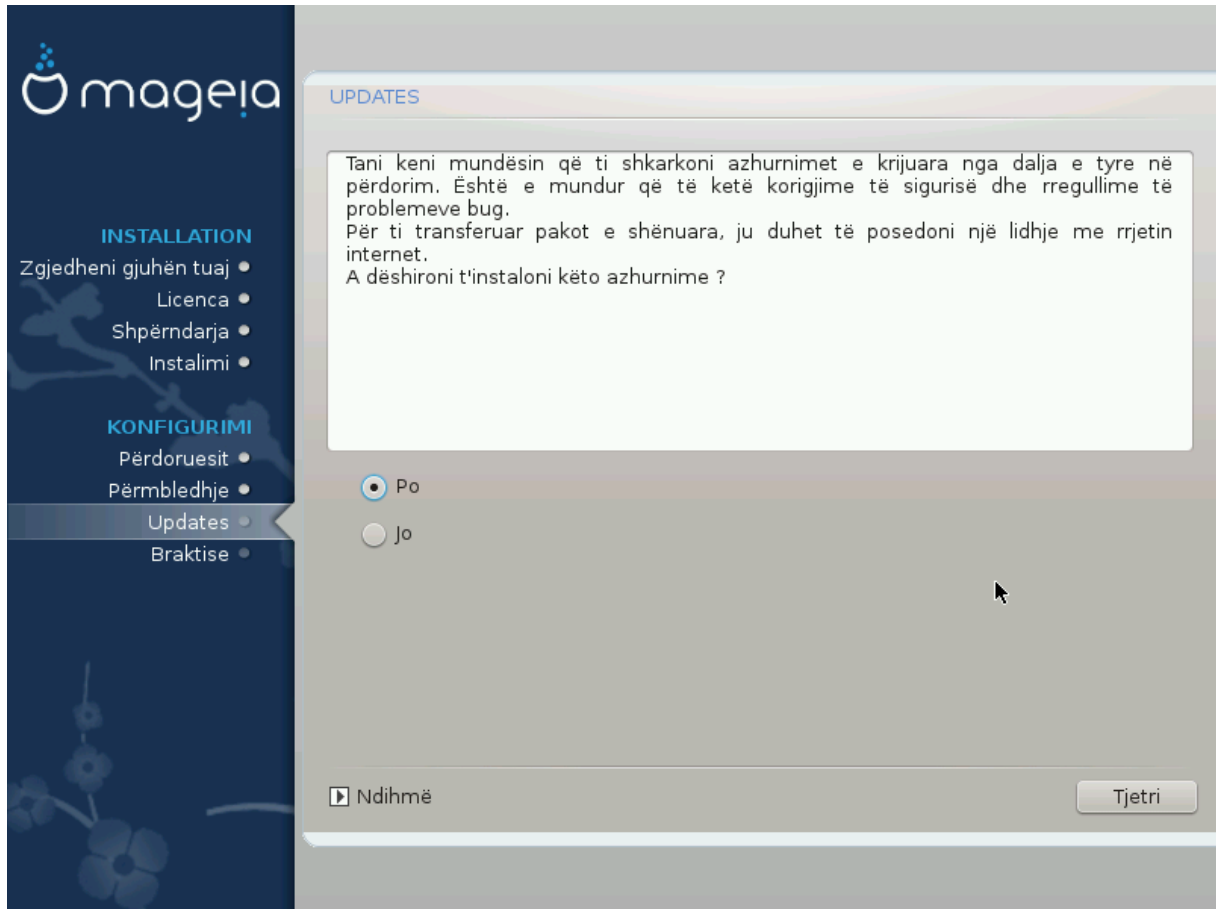 mageia
INSTALLATION
Zgjedheni gjuhën tuaj
Licenca
Shpërndarja
Instalimi
KONFIGURIMI
Përdoruesit
Përmbledhje
Updates
Braktise
UPDATES
Tani keni mundësin që ti shkarkoni azhurnimet e krijuara nga dalja e tyre në
përdorim. Është e mundur që të ketë korigjime të sigurisë dhe rregullime të
problemeve bug.
Për ti transferuar pakot e shënuara, ju duhet të posedoni një lidhje me rrjetin
internet.
A dëshironi t'instaloni këto azhurnime ?
Po
Jo
Ndihmë
Tjetri